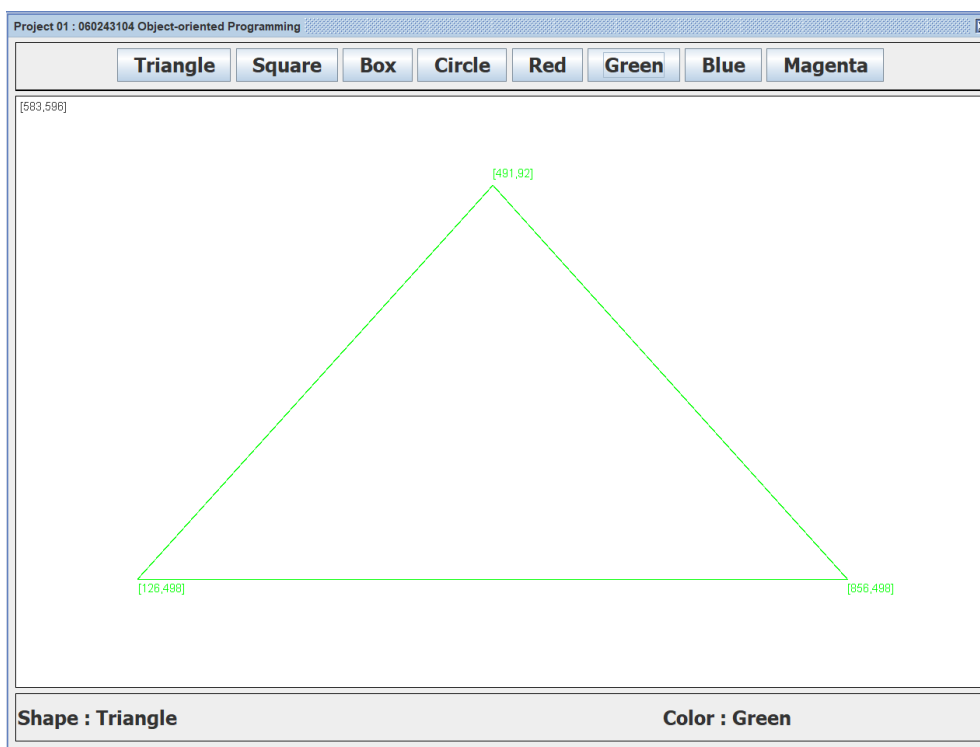 Project 01 : 060243104 Object-oriented Programming
Triangle Square Box Circle Red Green Blue Magenta
[583,596]
[491,92]
[126,498] [856,498]
Shape : Triangle Color : Green